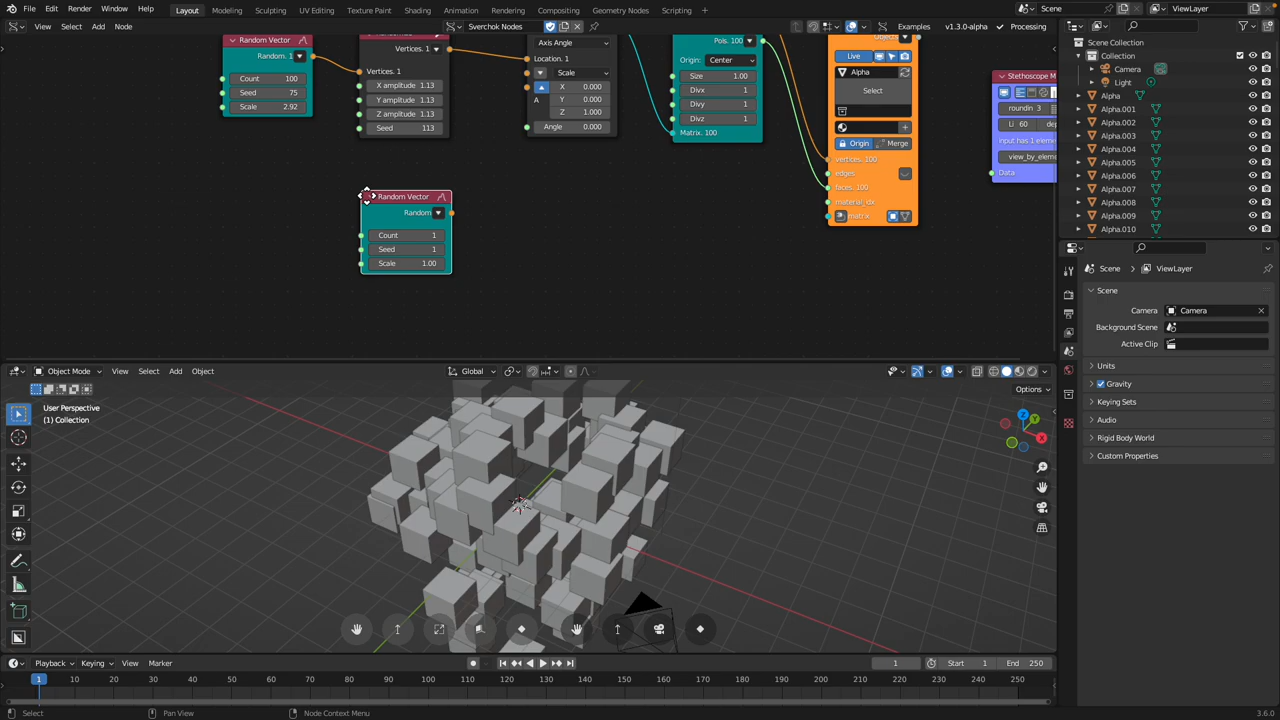 File Edit Render Window Help Layout Modeling Sculpting UV Editing Texture Paint Shading Animation Rendering Compositing Geometry Nodes Scripting Scene ViewLayer
View Select Add Node Sverchok Nodes Examples v1.3.0-alpha Processing
Random Vector
Random. 1
Count 100
Seed 75
Scale 2.92
Vertices. 1
Vertices. 1
X amplitude 1.13
Y amplitude 1.13
Z amplitude 1.13
Seed 113
Axis Angle
Location. 1
Scale
X 0.000
A Y 0.000
Z 1.000
Angle 0.000
Pols. 100
Origin: Center
Size 1.00
Divx 1
Divy 1
Divz 1
Matrix. 100
Live
Alpha
Select
Origin Merge
vertices. 100
edges
faces. 100
material_idx
matrix
Stethoscope M
roundin 3
Li 60 dep
input has 1 eleme
view_by_eleme
Data
Random Vector
Random
Count 1
Seed 1
Scale 1.00
Scene Collection
Collection
Camera
Light
Alpha
Alpha.001
Alpha.002
Alpha.003
Alpha.004
Alpha.005
Alpha.006
Alpha.007
Alpha.008
Alpha.009
Alpha.010
Scene ViewLayer
Scene
Camera Camera
Background Scene
Active Clip
Units
Gravity
Keying Sets
Audio
Rigid Body World
Custom Properties
Object Mode View Select Add Object Global
Options
User Perspective
(1) Collection
Z
Y
X
Playback Keying View Marker 1 Start 1 End 250
1 10 20 30 40 50 60 70 80 90 100 110 120 130 140 150 160 170 180 190 200 210 220 230 240 250
Select Pan View Node Context Menu 3.6.0